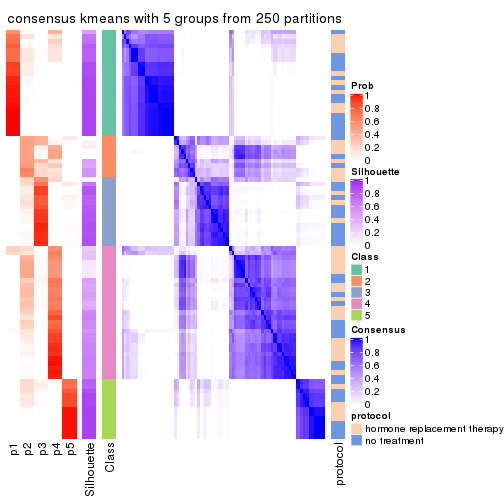 consensus kmeans with 5 groups from 250 partitions
Prob
1
0.8
0.6
0.4
0.2
0
Silhouette
1
0.8
0.6
0.4
0.2
0
Class
1
2
3
4
5
Consensus
1
0.8
0.6
0.4
0.2
0
protocol
hormone replacement therapy
no treatment
p1
p2
p3
p4
p5
Silhouette
Class
protocol